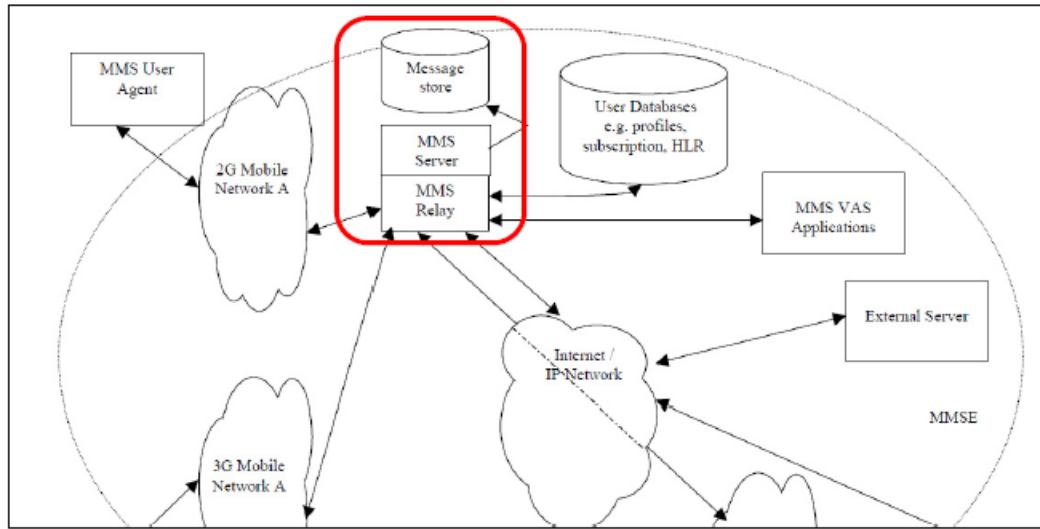 MMS User
Agent
Message
store
User Databases
e.g. profiles,
subscription, HLR
MMS
Server
2G Mobile
Network A
MMS
Relay
MMS VAS
Applications
External Server
Internet /
IP Network
MMSE
3G Mobile
Network A